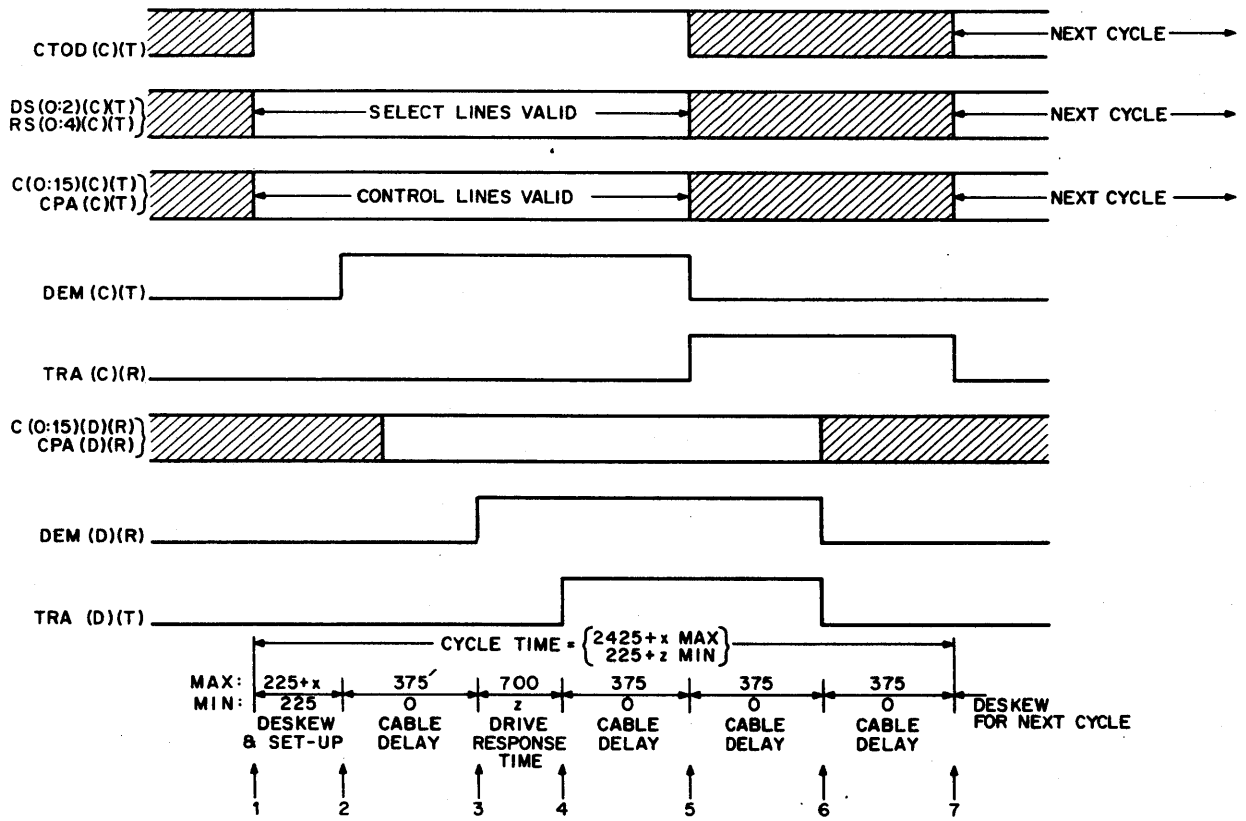 CTOD (C)(T)
NEXT CYCLE
DS (0:2)(C)(T)
RS (0:4)(C)(T)
SELECT LINES VALID
NEXT CYCLE
C (0:15)(C)(T)
CPA (C)(T)
CONTROL LINES VALID
NEXT CYCLE
DEM (C)(T)
TRA (C)(R)
C (0:15)(D)(R)
CPA (D)(R)
DEM (D)(R)
TRA (D)(T)
CYCLE TIME = {2425+x MAX
225+z MIN}
MAX: 225+x 375 700 375 375 375
MIN: 225 0 z 0 0 0
DESKEW & SET-UP
CABLE DELAY
DRIVE RESPONSE TIME
CABLE DELAY
CABLE DELAY
CABLE DELAY
DESKEW FOR NEXT CYCLE
1 2 3 4 5 6 7